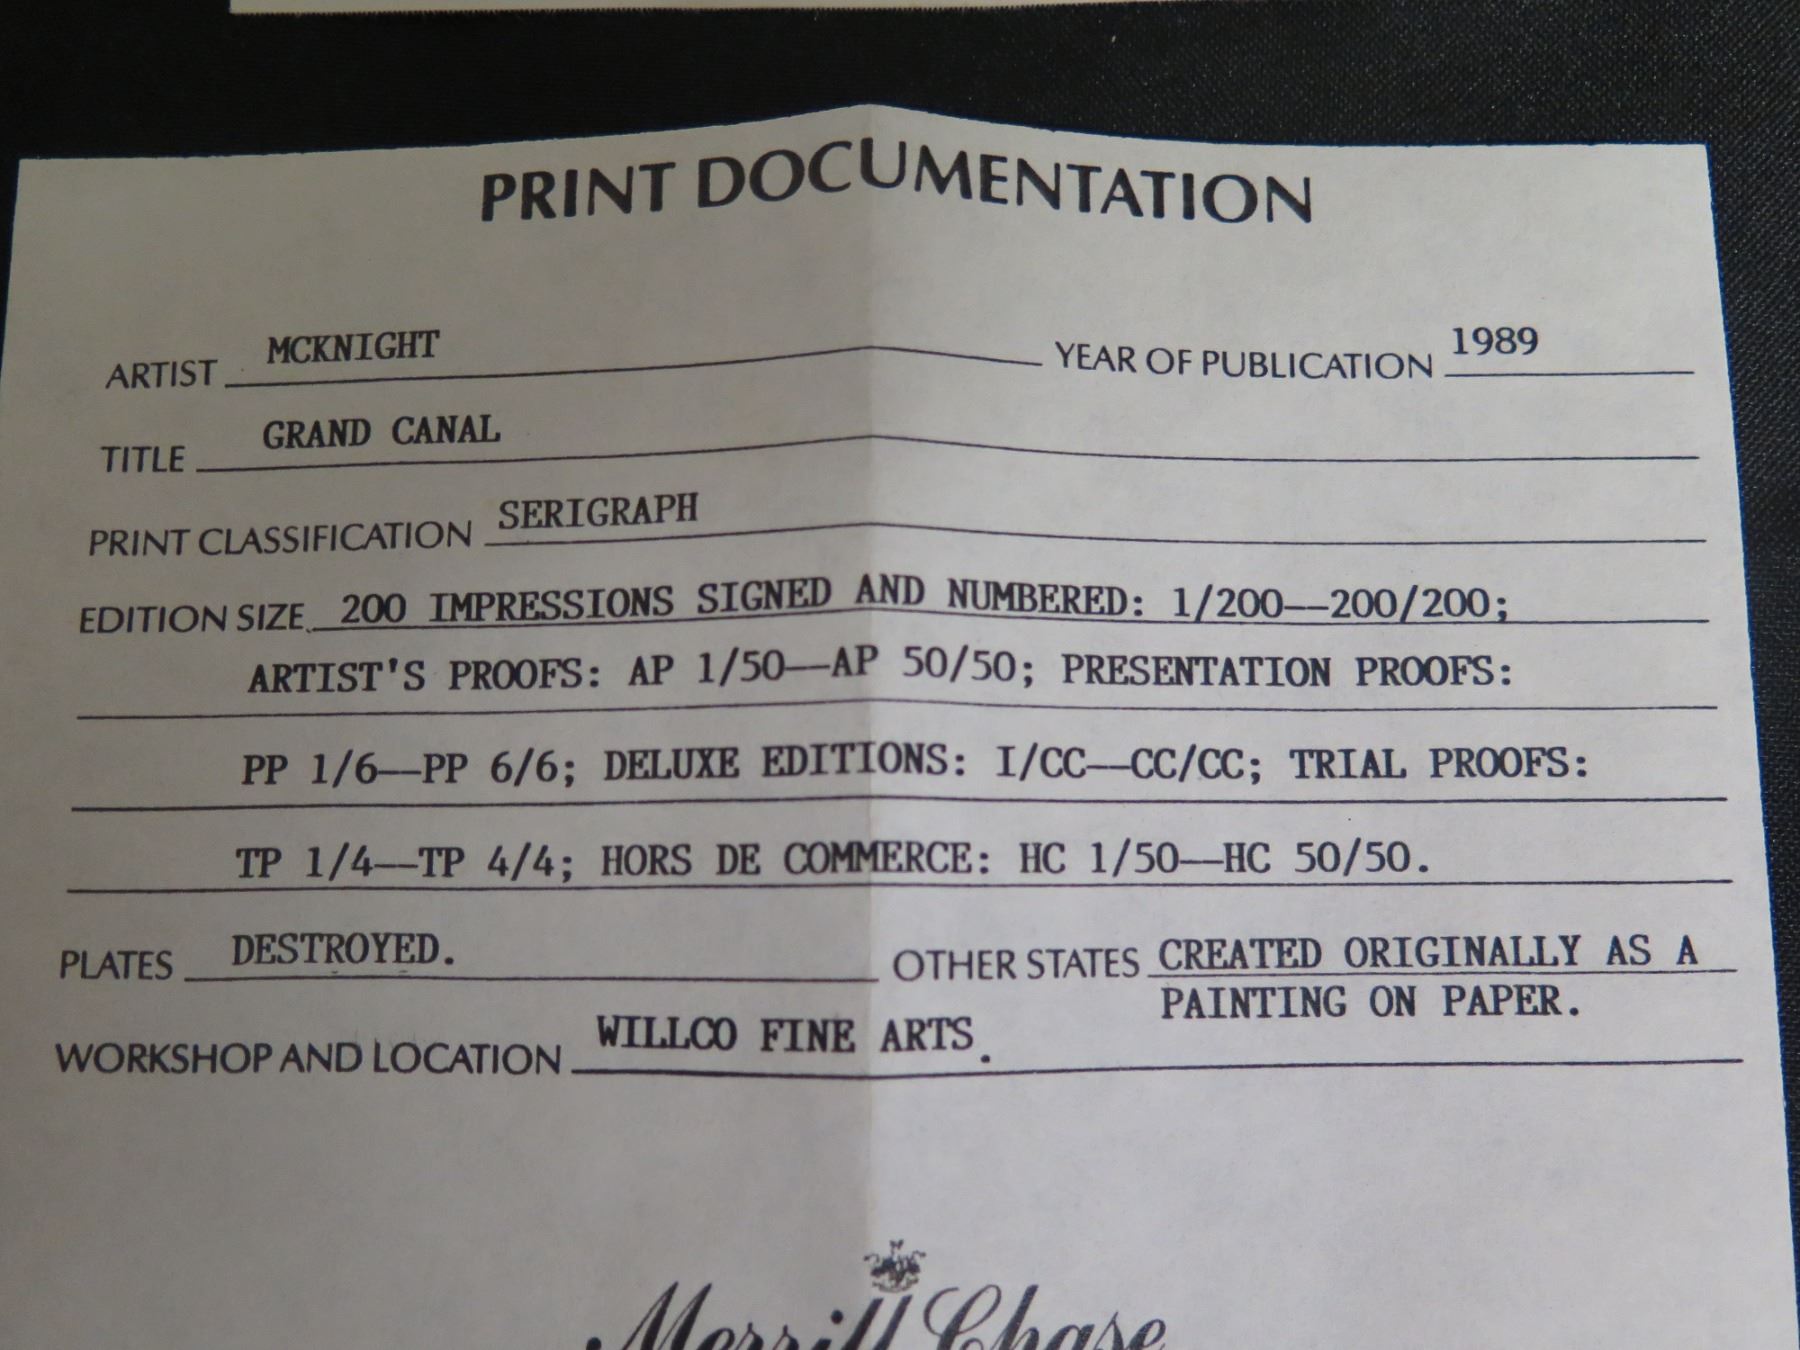 PRINT DOCUMENTATION
ARTIST MCKNIGHT YEAR OF PUBLICATION 1989
TITLE GRAND CANAL
PRINT CLASSIFICATION SERIGRAPH
EDITION SIZE 200 IMPRESSIONS SIGNED AND NUMBERED: 1/200—200/200;
ARTIST'S PROOFS: AP 1/50—AP 50/50; PRESENTATION PROOFS:
PP 1/6—PP 6/6; DELUXE EDITIONS: I/CC—CC/CC; TRIAL PROOFS:
TP 1/4—TP 4/4; HORS DE COMMERCE: HC 1/50—HC 50/50.
PLATES DESTROYED. OTHER STATES CREATED ORIGINALLY AS A
PAINTING ON PAPER.
WORKSHOP AND LOCATION WILLCO FINE ARTS.
Merrill Chase